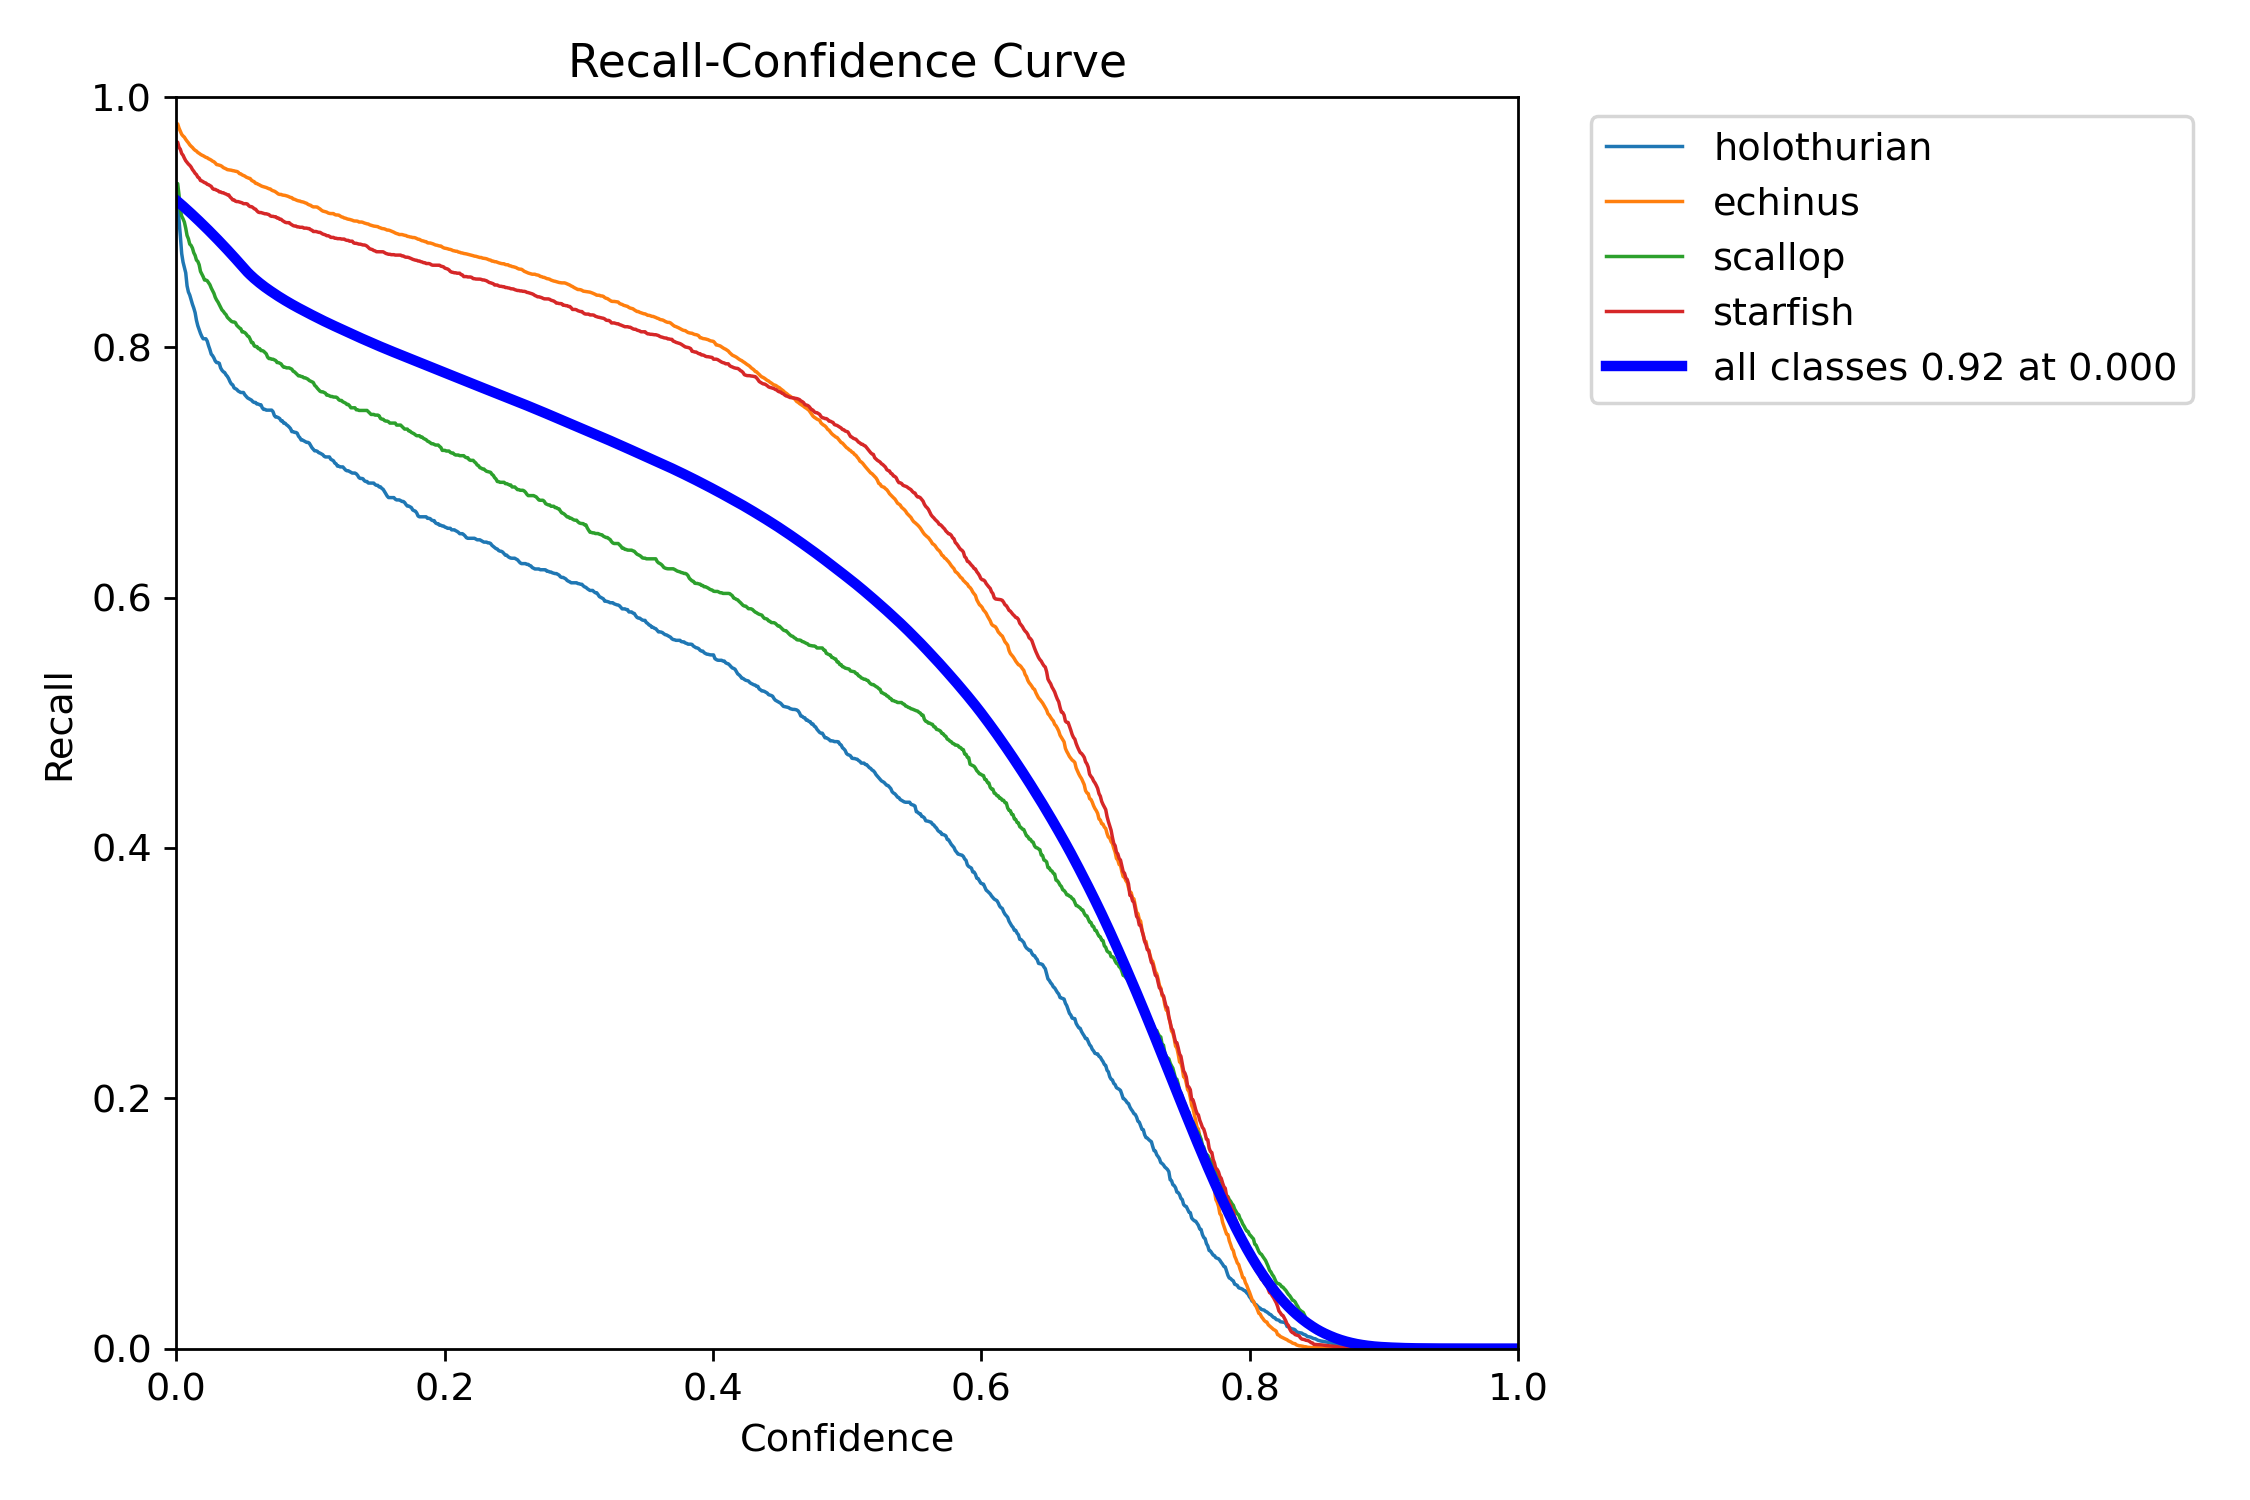 Recall-Confidence Curve
1.0
0.8
0.6
0.4
0.2
0.0
Recall
0.0 0.2 0.4 0.6 0.8 1.0
Confidence
holothurian
echinus
scallop
starfish
all classes 0.92 at 0.000